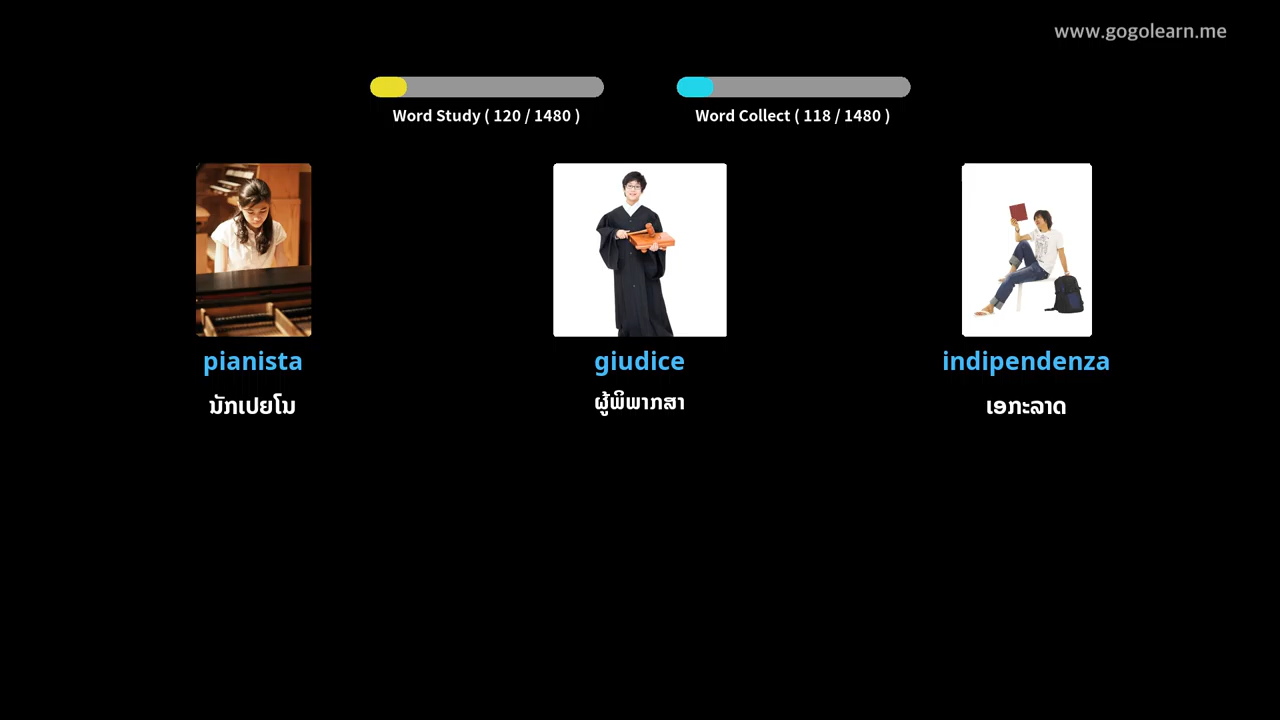 www.gogolearn.me
Word Study ( 120 / 1480 )
Word Collect ( 118 / 1480 )
pianista
giudice
indipendenza
ນັກເປຍໂນ
ຜູ້ພິພາກສາ
ເອກະລາດ